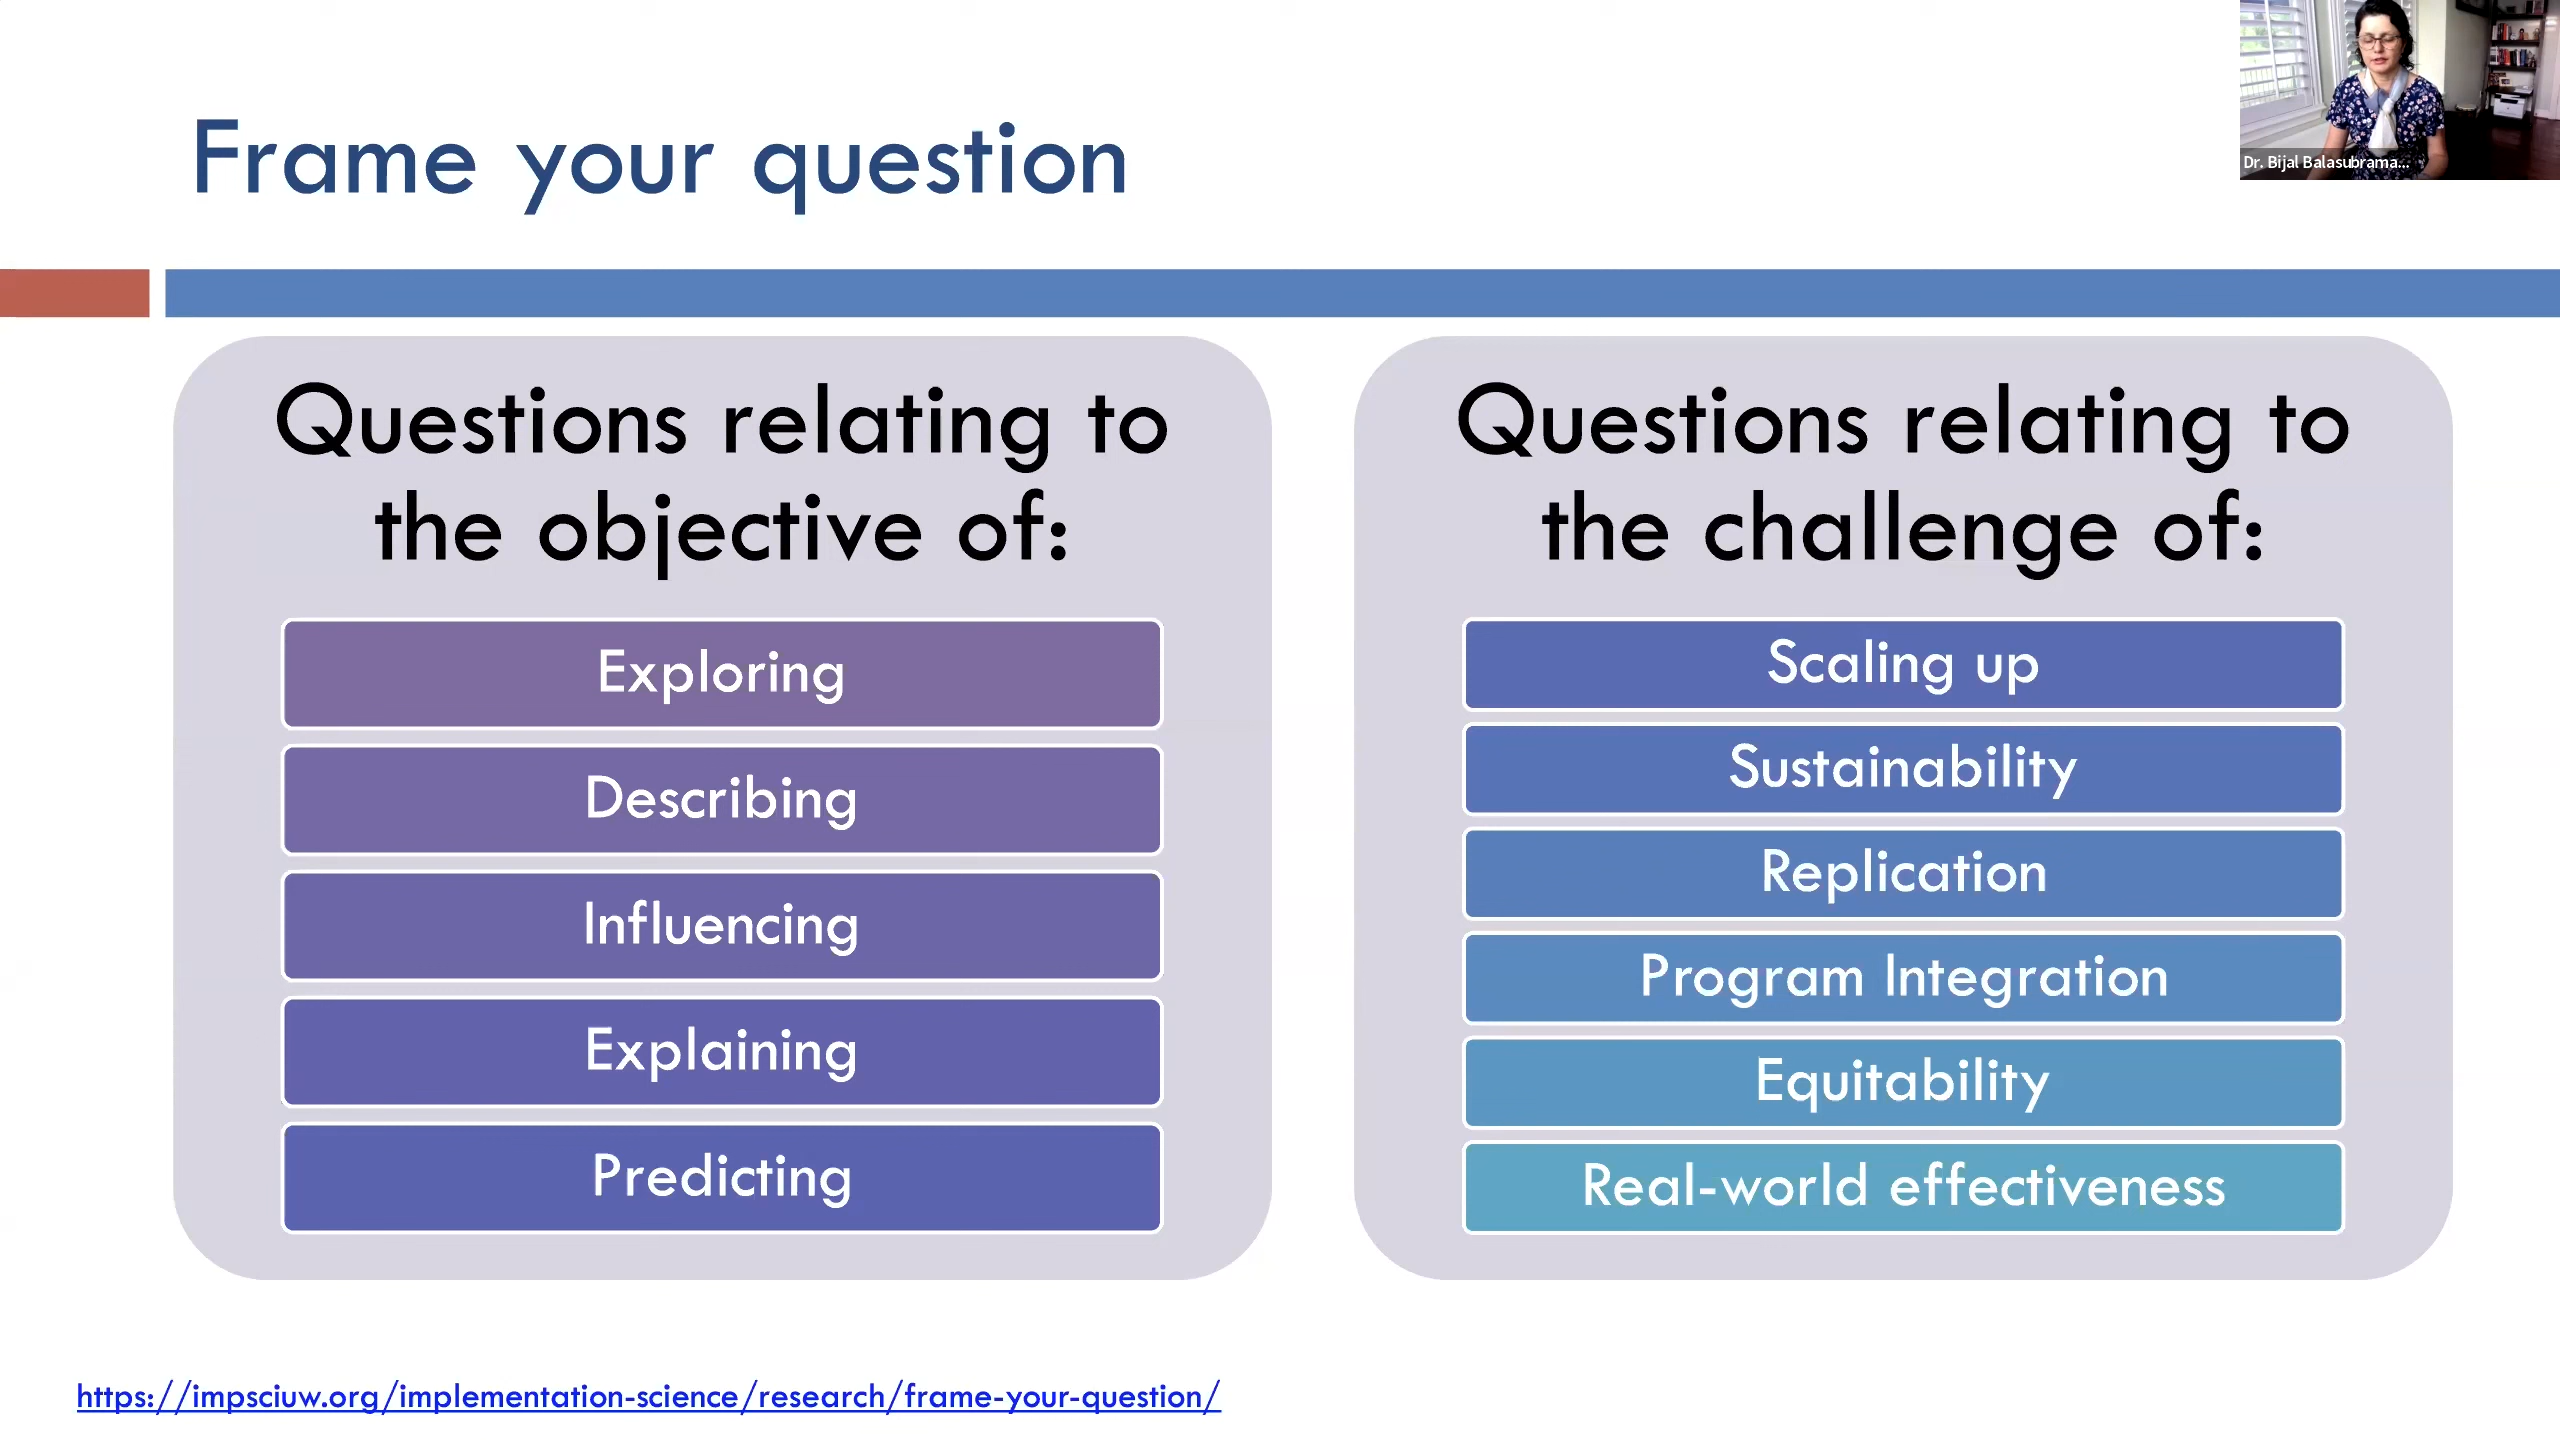 Frame your question
Dr. Bijal Balasubrama...
Questions relating to
the objective of:
Exploring
Describing
Influencing
Explaining
Predicting
Questions relating to
the challenge of:
Scaling up
Sustainability
Replication
Program Integration
Equitability
Real-world effectiveness
https://impsciuw.org/implementation-science/research/frame-your-question/